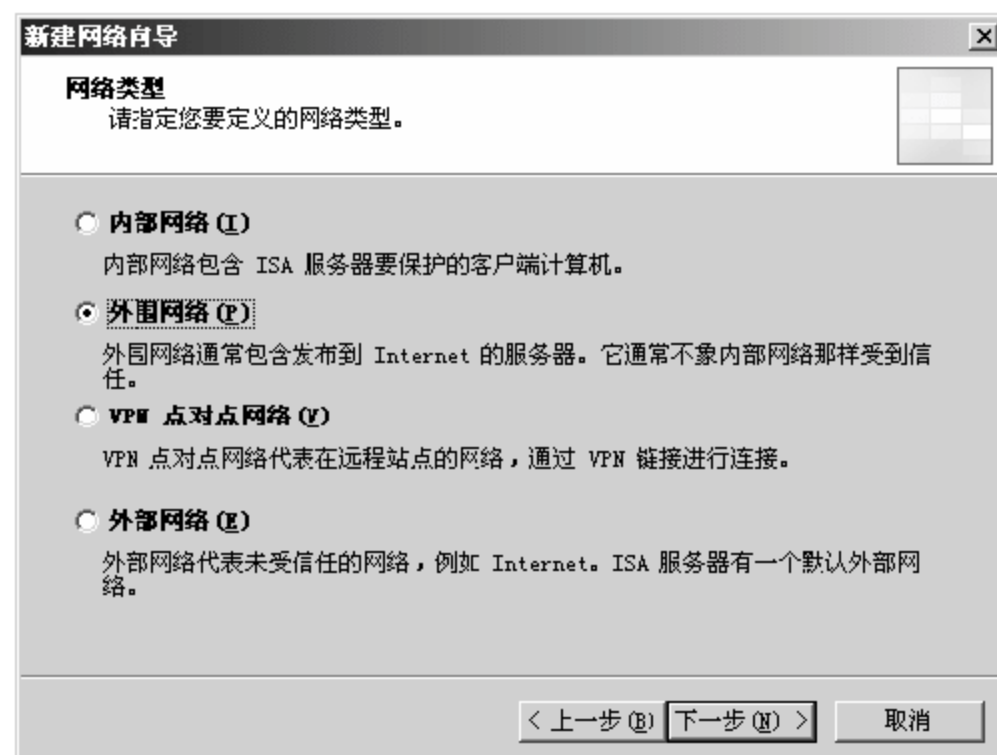 新建网络向导
网络类型
请指定您要定义的网络类型。
内部网络(I)
内部网络包含 ISA 服务器要保护的客户端计算机。
外围网络(P)
外围网络通常包含发布到 Internet 的服务器。它通常不象内部网络那样受到信
任。
VPN 点对点网络(V)
VPN 点对点网络代表在远程站点的网络，通过 VPN 链接进行连接。
外部网络(E)
外部网络代表未受信任的网络，例如 Internet。ISA 服务器有一个默认外部网
络。
< 上一步(B) 下一步(N) > 取消